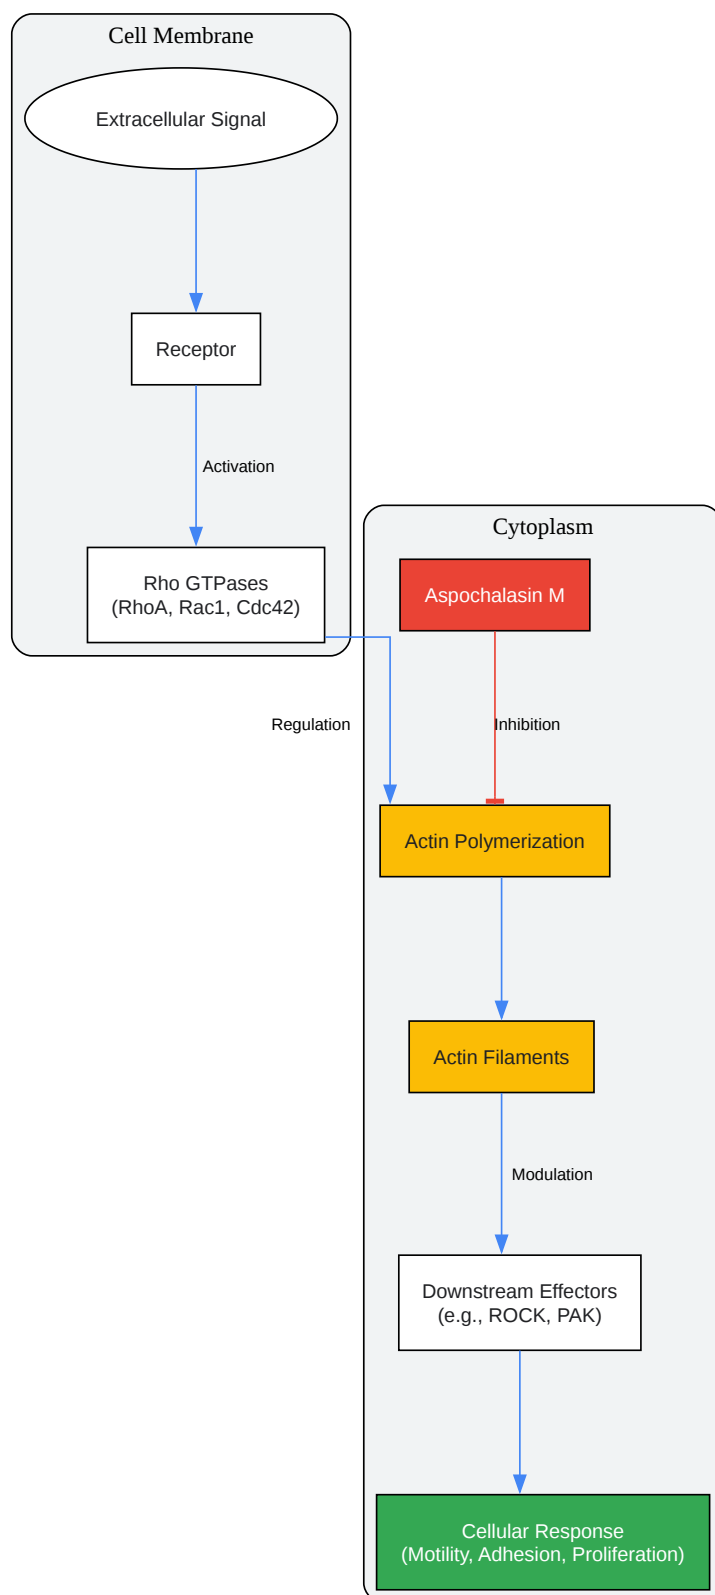 Cell Membrane
Extracellular Signal
Receptor
Activation
Rho GTPases
(RhoA, Rac1, Cdc42)
Cytoplasm
Aspochalasin M
Regulation
Inhibition
Actin Polymerization
Actin Filaments
Modulation
Downstream Effectors
(e.g., ROCK, PAK)
Cellular Response
(Motility, Adhesion, Proliferation)